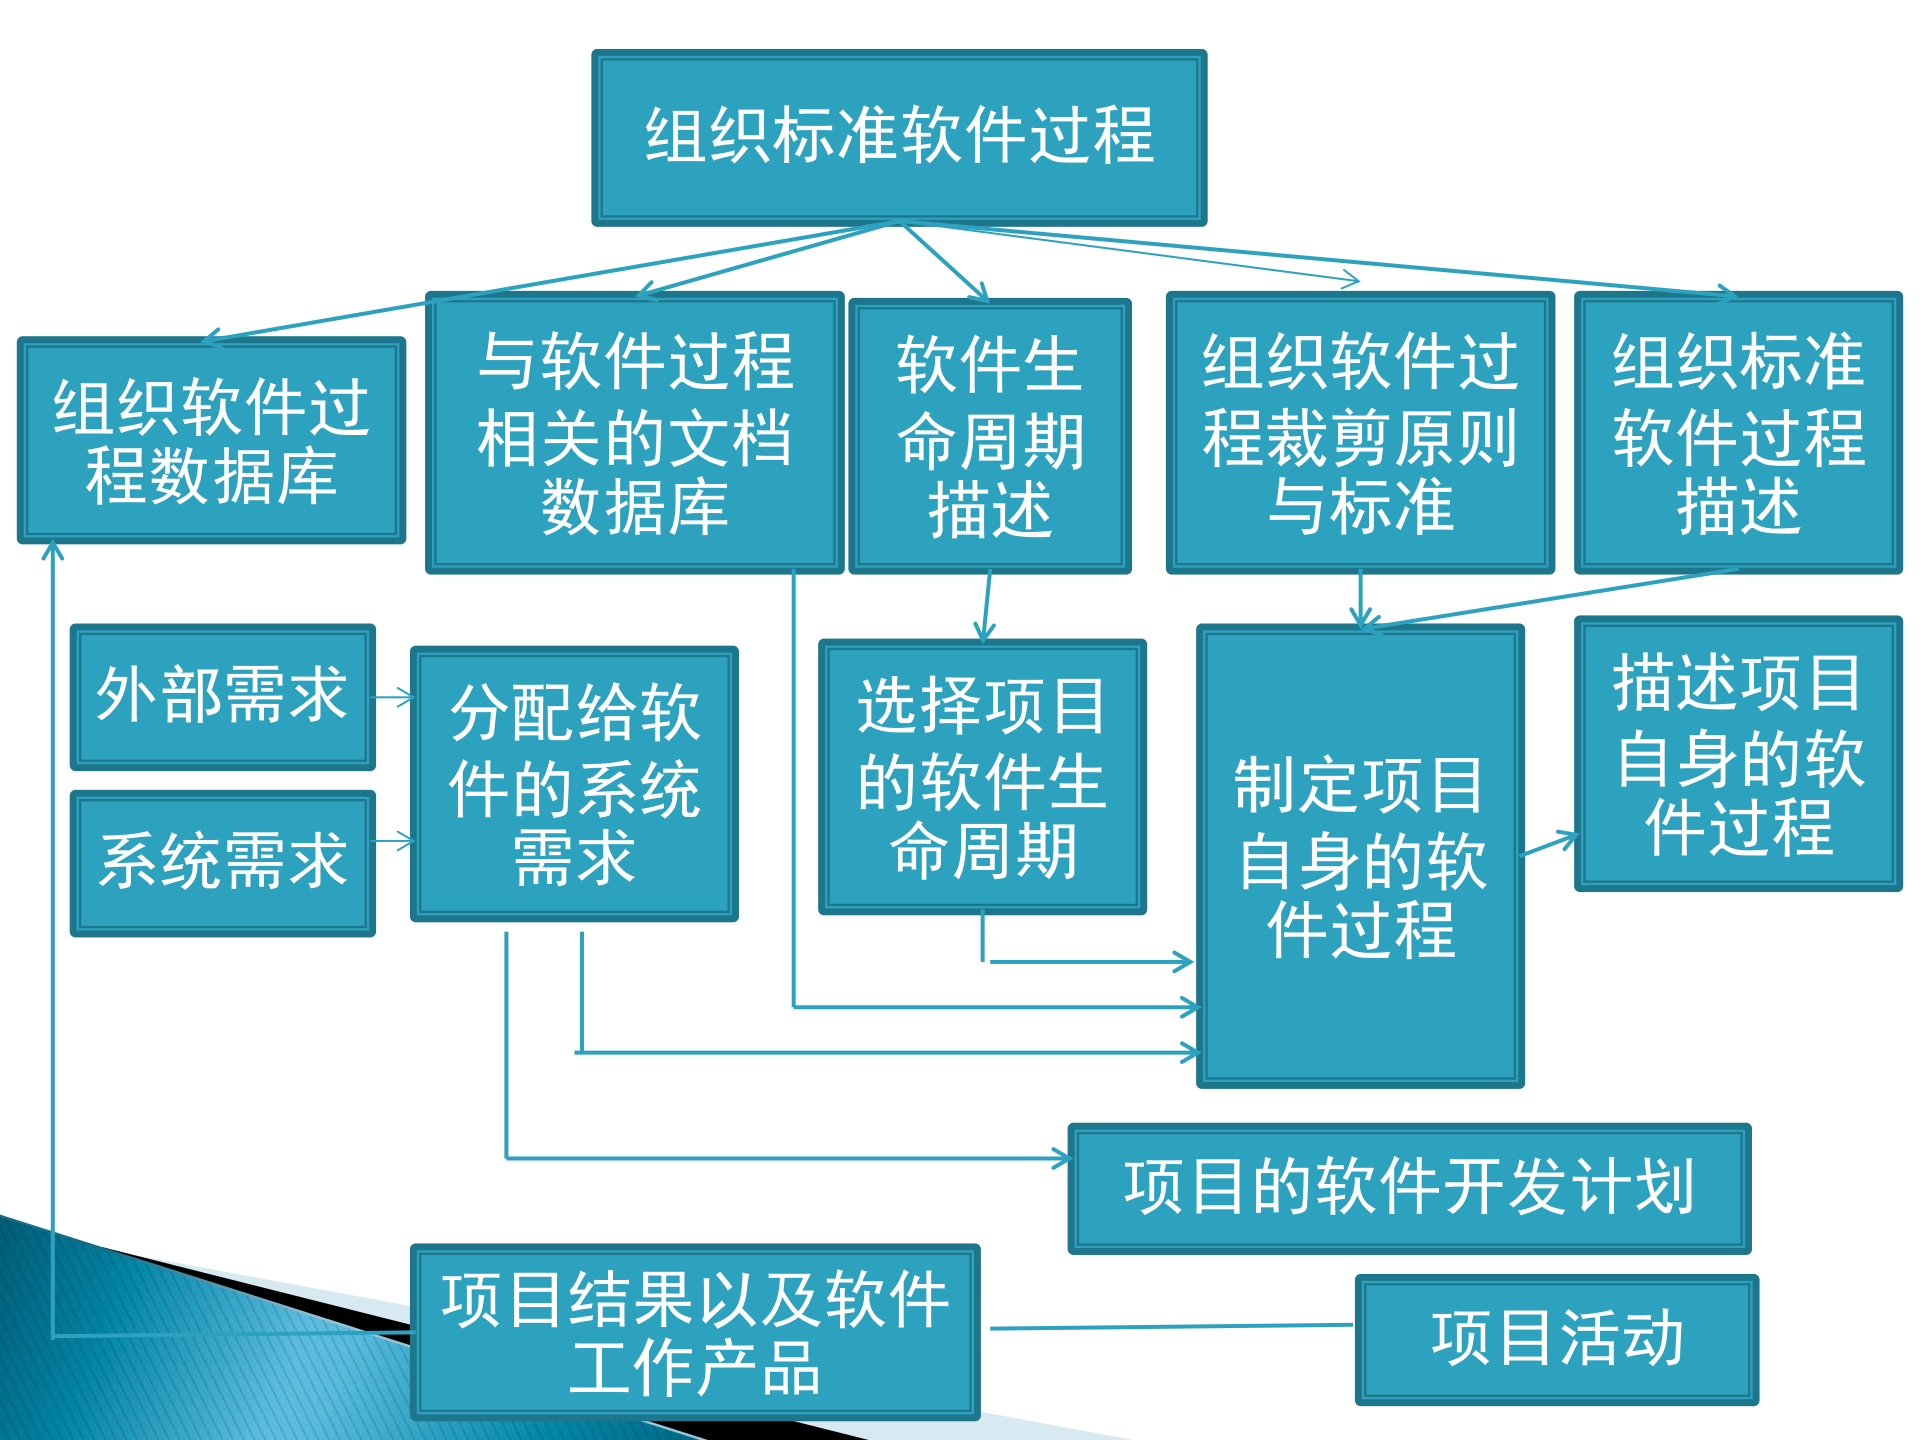 组织标准软件过程
组织软件过
程数据库
与软件过程
相关的文档
数据库
软件生
命周期
描述
组织软件过
程裁剪原则
与标准
组织标准
软件过程
描述
外部需求
系统需求
分配给软
件的系统
需求
选择项目
的软件生
命周期
制定项目
自身的软
件过程
描述项目
自身的软
件过程
项目的软件开发计划
项目结果以及软件
工作产品
项目活动